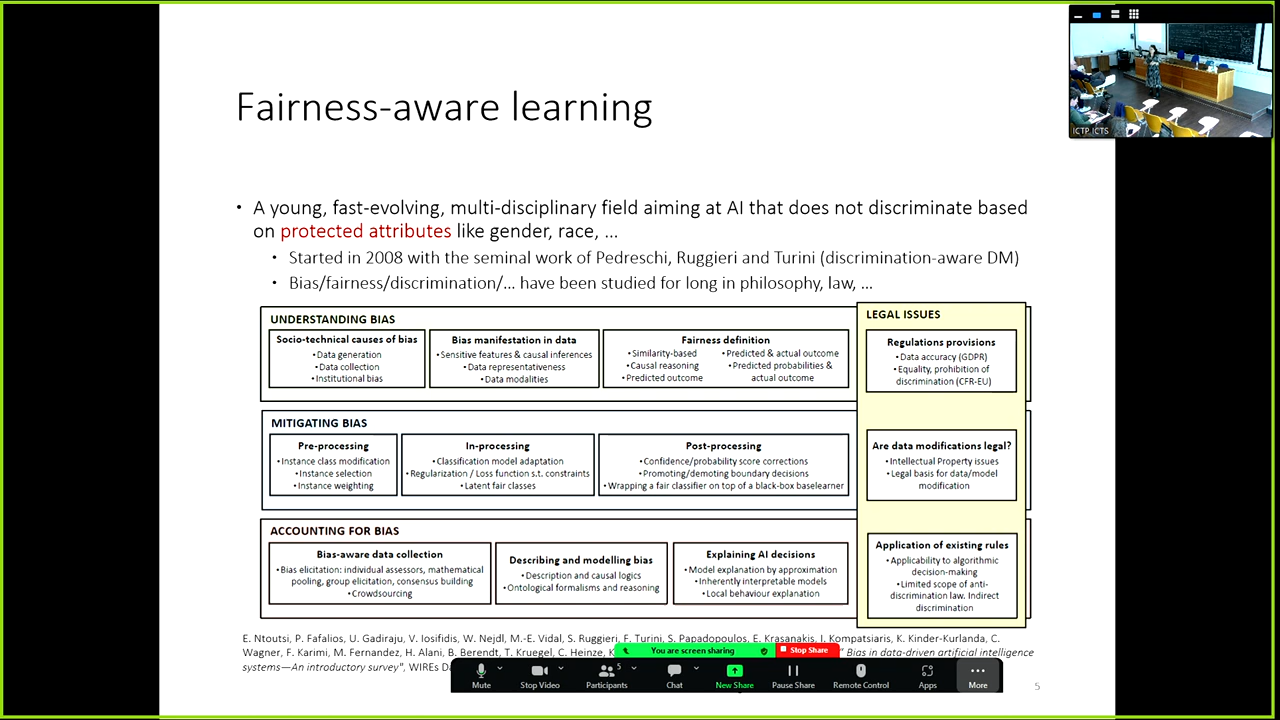 ICTP ICTS
Fairness-aware learning
• A young, fast-evolving, multi-disciplinary field aiming at AI that does not discriminate based
on protected attributes like gender, race, ...
• Started in 2008 with the seminal work of Pedreschi, Ruggieri and Turini (discrimination-aware DM)
• Bias/fairness/discrimination/... have been studied for long in philosophy, law, ...
UNDERSTANDING BIAS
Socio-technical causes of bias
•Data generation
•Data collection
•Institutional bias
Bias manifestation in data
•Sensitive features & causal inferences
•Data representativeness
•Data modalities
Fairness definition
•Similarity-based
•Causal reasoning
•Predicted outcome
•Predicted & actual outcome
•Predicted probabilities &
actual outcome
LEGAL ISSUES
Regulations provisions
•Data accuracy (GDPR)
•Equality, prohibition of
discrimination (CFR-EU)
MITIGATING BIAS
Pre-processing
•Instance class modification
•Instance selection
•Instance weighting
In-processing
•Classification model adaptation
•Regularization / Loss function s.t. constraints
•Latent fair classes
Post-processing
•Confidence/probability score corrections
•Promoting/demoting boundary decisions
•Wrapping a fair classifier on top of a black-box baselearner
Are data modifications legal?
•Intellectual Property issues
•Legal basis for data/model
modification
ACCOUNTING FOR BIAS
Bias-aware data collection
•Bias elicitation: individual assessors, mathematical
pooling, group elicitation, consensus building
•Crowdsourcing
Describing and modelling bias
•Description and causal logics
•Ontological formalisms and reasoning
Explaining AI decisions
•Model explanation by approximation
•Inherently interpretable models
•Local behaviour explanation
Application of existing rules
•Applicability to algorithmic
decision-making
•Limited scope of anti-
discrimination law. Indirect
discrimination
E. Ntoutsi, P. Fafalios, U. Gadiraju, V. Iosifidis, W. Nejdl, M.-E. Vidal, S. Ruggieri, F. Turini, S. Papadopoulos, E. Krasanakis, I. Kompatsiaris, K. Kinder-Kurlanda, C.
Wagner, F. Karimi, M. Fernandez, H. Alani, B. Berendt, T. Kruegel, C. Heinze, K " Bias in data-driven artificial intelligence
systems—An introductory survey", WIREs Da
You are screen sharing
Stop Share
Mute
Stop Video
5
Participants
Chat
New Share
Pause Share
Remote Control
Apps
More
5